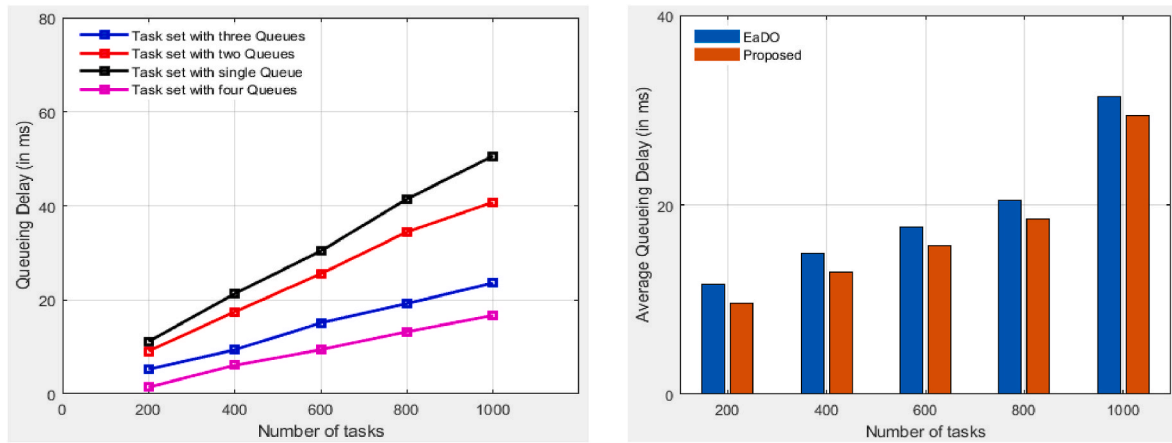 80
60
40
20
0
Queueing Delay (in ms)
Task set with three Queues
Task set with two Queues
Task set with single Queue
Task set with four Queues
0 200 400 600 800 1000
Number of tasks
40
20
0
Average Queueing Delay (in ms)
EaDO
Proposed
200 400 600 800 1000
Number of tasks